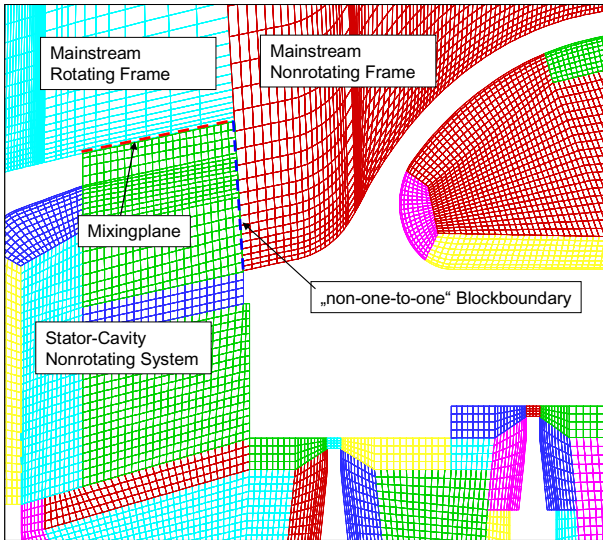 Mainstream
Rotating Frame
Mainstream
Nonrotating Frame
Mixingplane
„non-one-to-one“ Blockboundary
Stator-Cavity
Nonrotating System